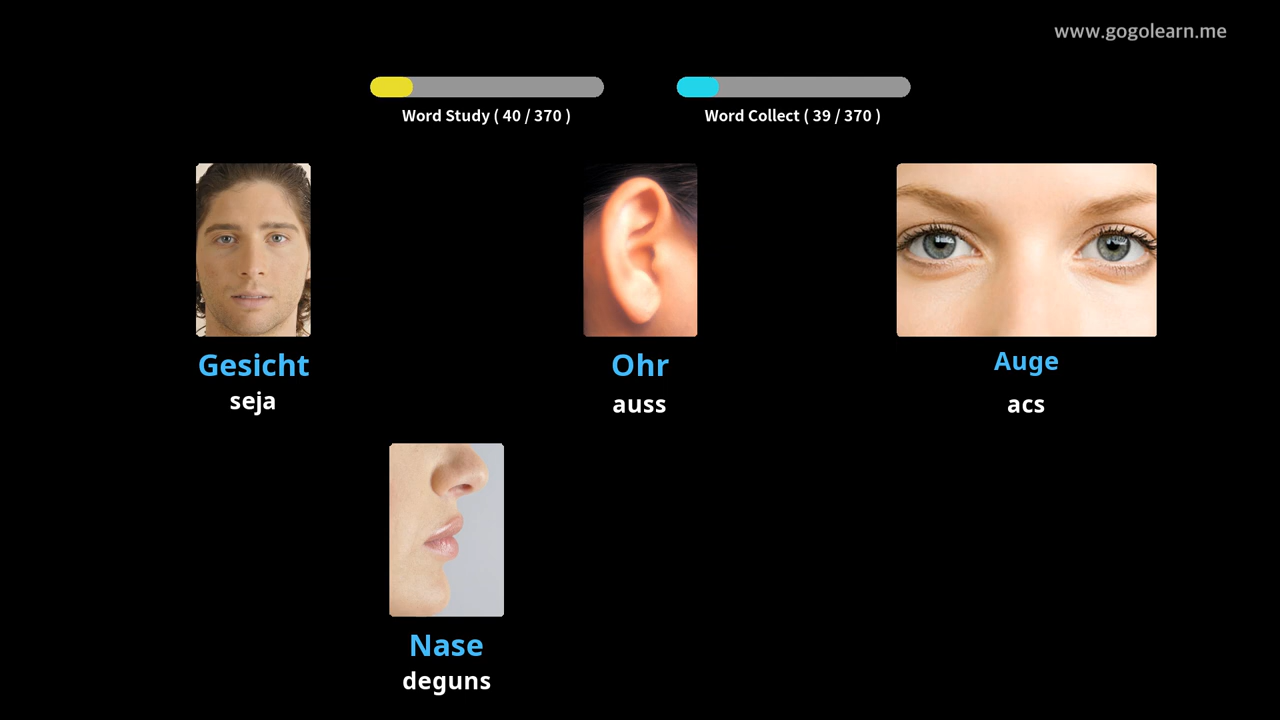 www.gogolearn.me
Word Study ( 40 / 370 )
Word Collect ( 39 / 370 )
Gesicht
seja
Ohr
auss
Auge
acs
Nase
deguns